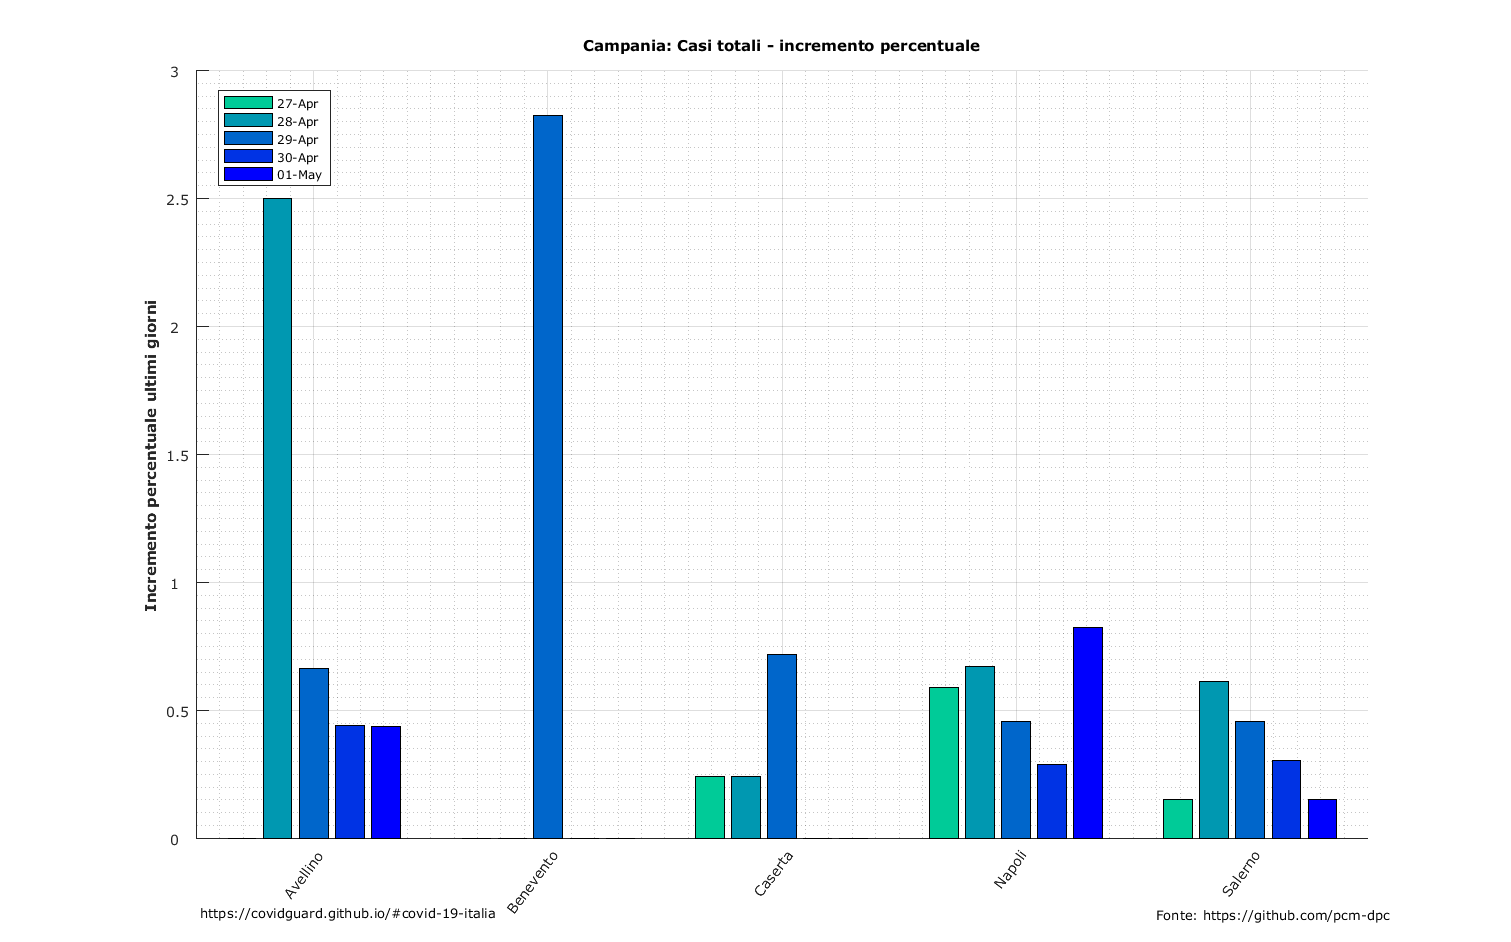 Campania: Casi totali - incremento percentuale
3
2.5
2
1.5
1
0.5
0
Incremento percentuale ultimi giorni
27-Apr
28-Apr
29-Apr
30-Apr
01-May
Avellino
Benevento
Caserta
Napoli
Salerno
https://covidguard.github.io/#covid-19-italia
Fonte: https://github.com/pcm-dpc